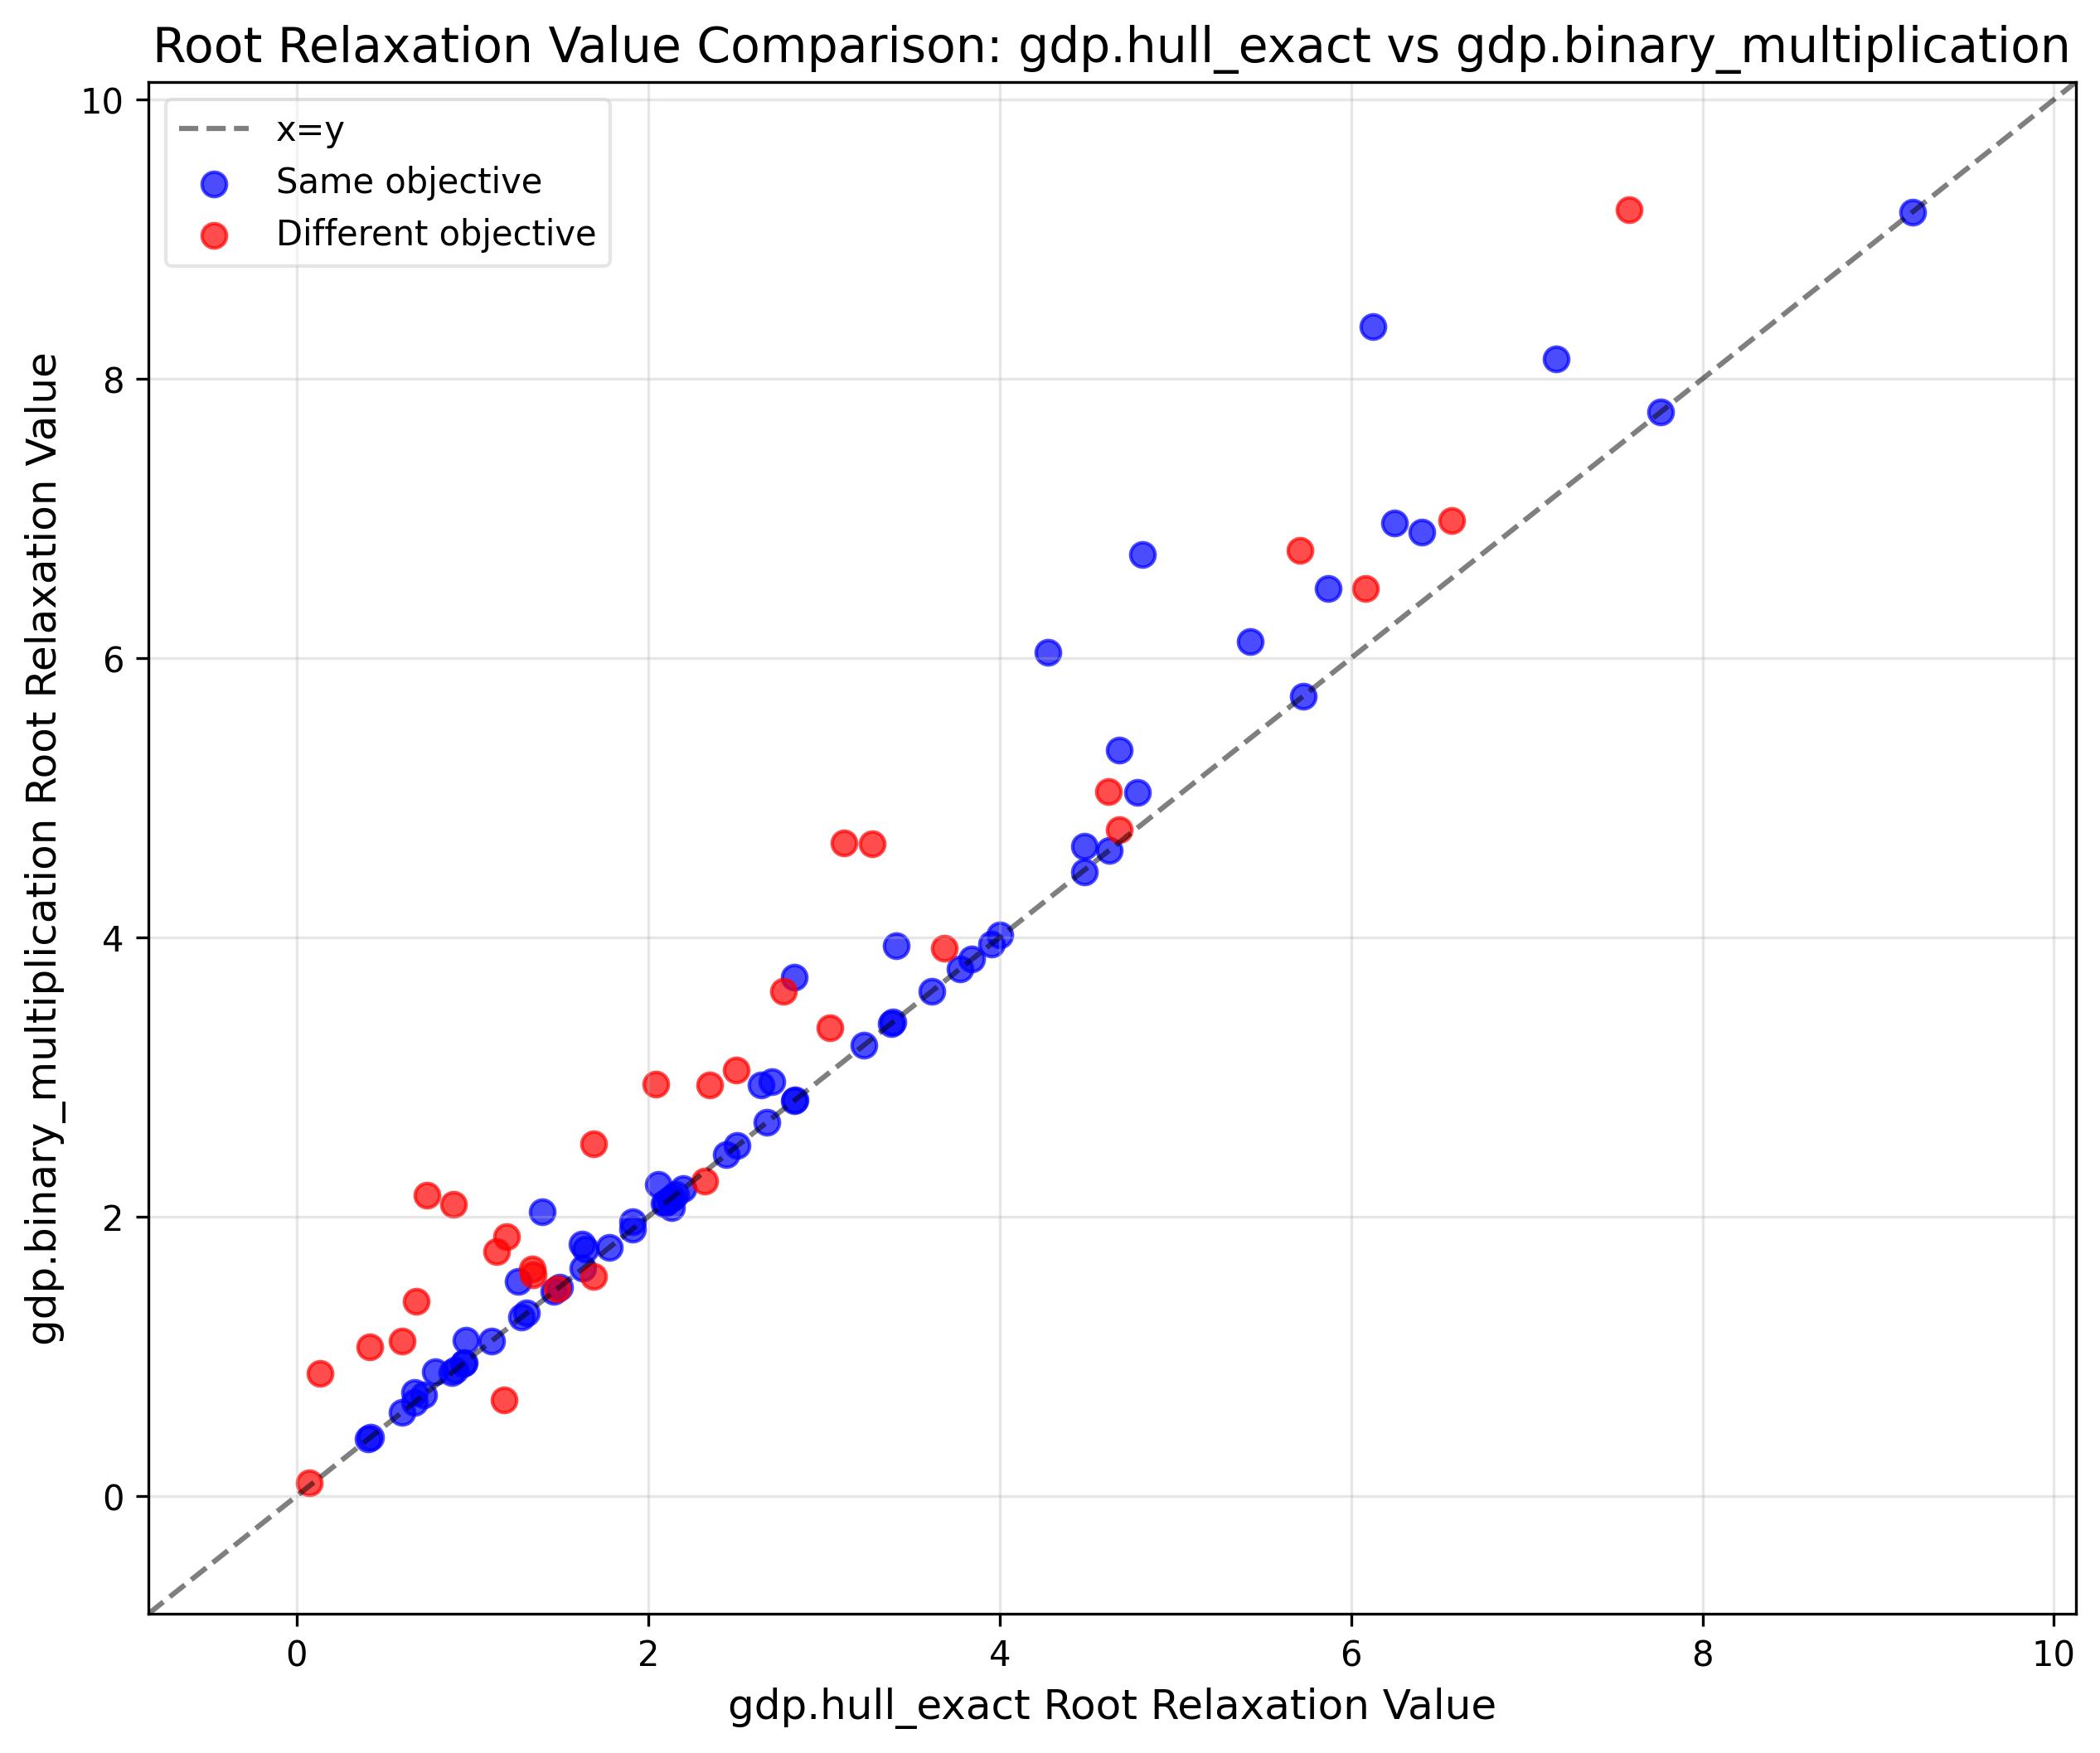 Root Relaxation Value Comparison: gdp.hull_exact vs gdp.binary_multiplication
x=y
Same objective
Different objective
gdp.binary_multiplication Root Relaxation Value
10
8
6
4
2
0
0 2 4 6 8 10
gdp.hull_exact Root Relaxation Value